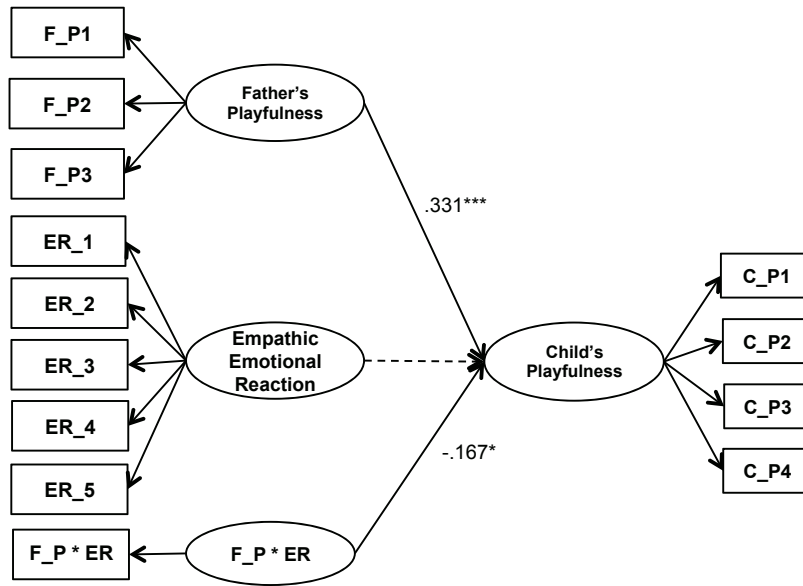 F_P1
F_P2
F_P3
Father's
Playfulness
.331***
ER_1
ER_2
ER_3
ER_4
ER_5
Empathic
Emotional
Reaction
Child's
Playfulness
C_P1
C_P2
C_P3
C_P4
-.167*
F_P * ER
F_P * ER